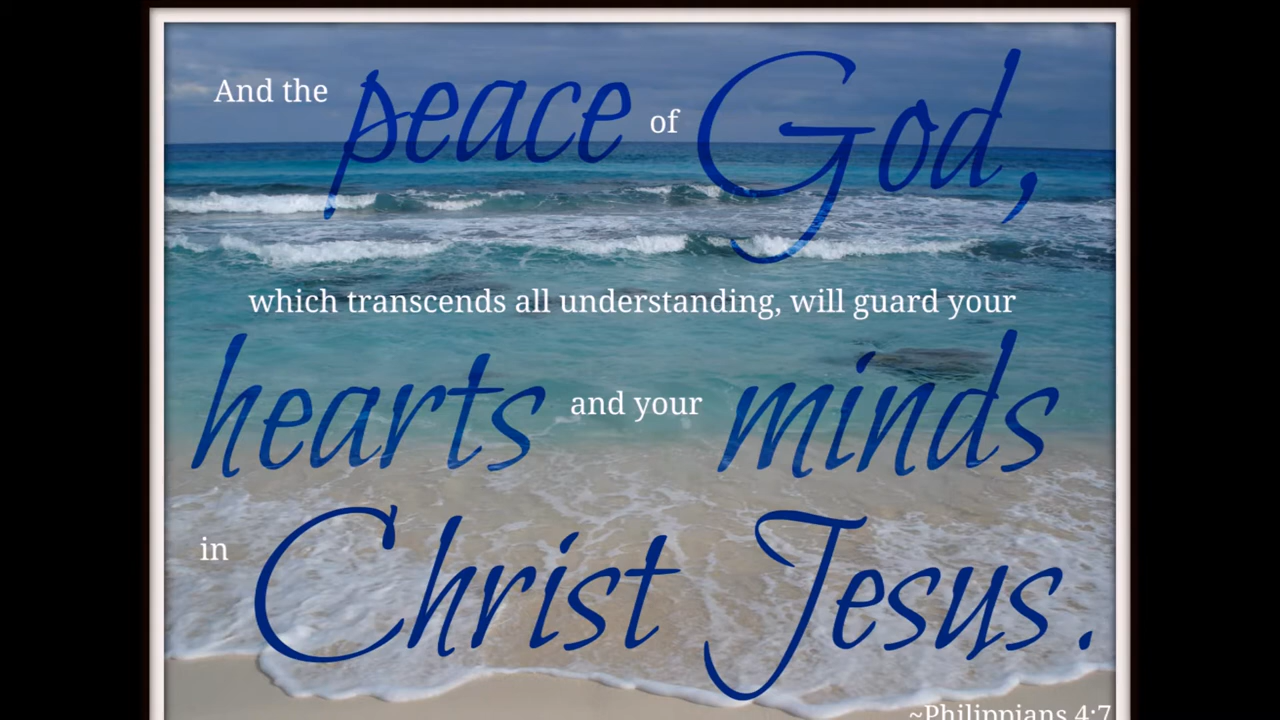 And the peace of God,
which transcends all understanding, will guard your
hearts and your minds
in Christ Jesus.
~Philippians 4:7